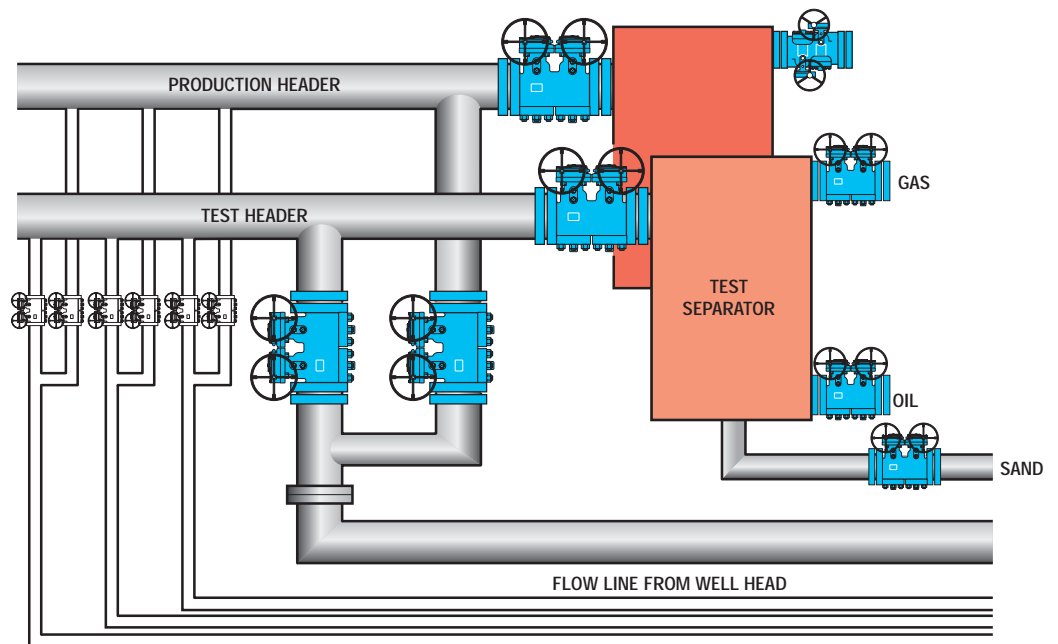 PRODUCTION HEADER
GAS
TEST HEADER
TEST
SEPARATOR
OIL
SAND
FLOW LINE FROM WELL HEAD